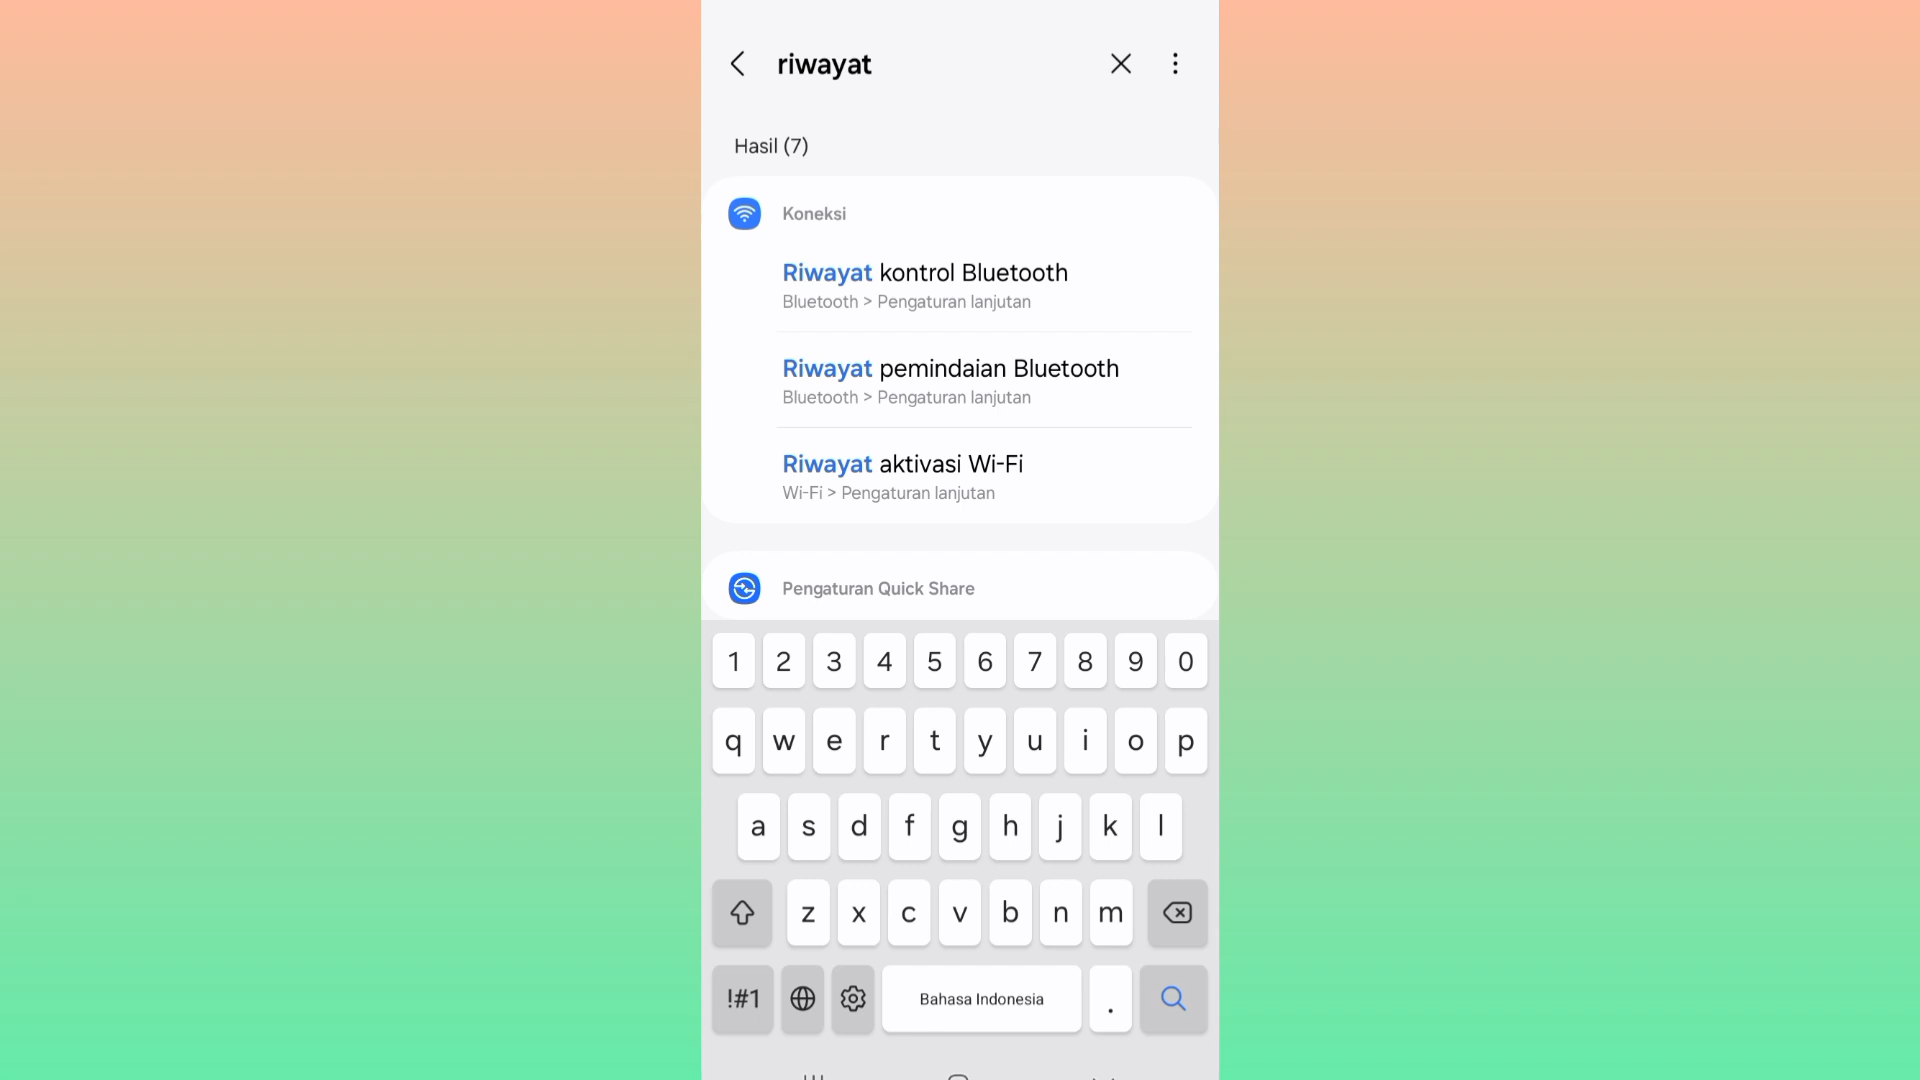 riwayat
Hasil (7)
Koneksi
Riwayat kontrol Bluetooth
Bluetooth > Pengaturan lanjutan
Riwayat pemindaian Bluetooth
Bluetooth > Pengaturan lanjutan
Riwayat aktivasi Wi-Fi
Wi-Fi > Pengaturan lanjutan
Pengaturan Quick Share
1 2 3 4 5 6 7 8 9 0
q w e r t y u i o p
a s d f g h j k l
z x c v b n m
!#1 Bahasa Indonesia .